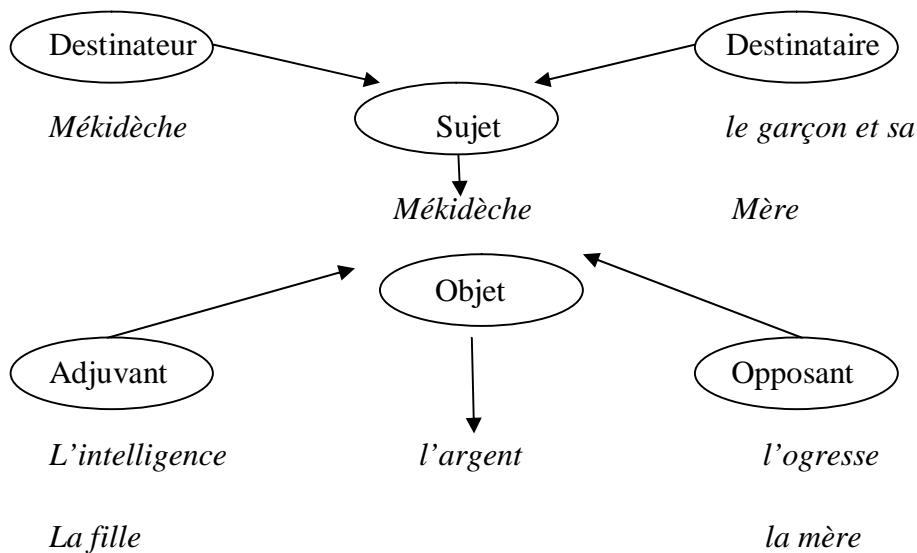 Destinateur
Destinataire
Mékidèche
Sujet
le garçon et sa
Mékidèche
Mère
Objet
Adjuvant
Opposant
L'intelligence
l'argent
l'ogresse
La fille
la mère